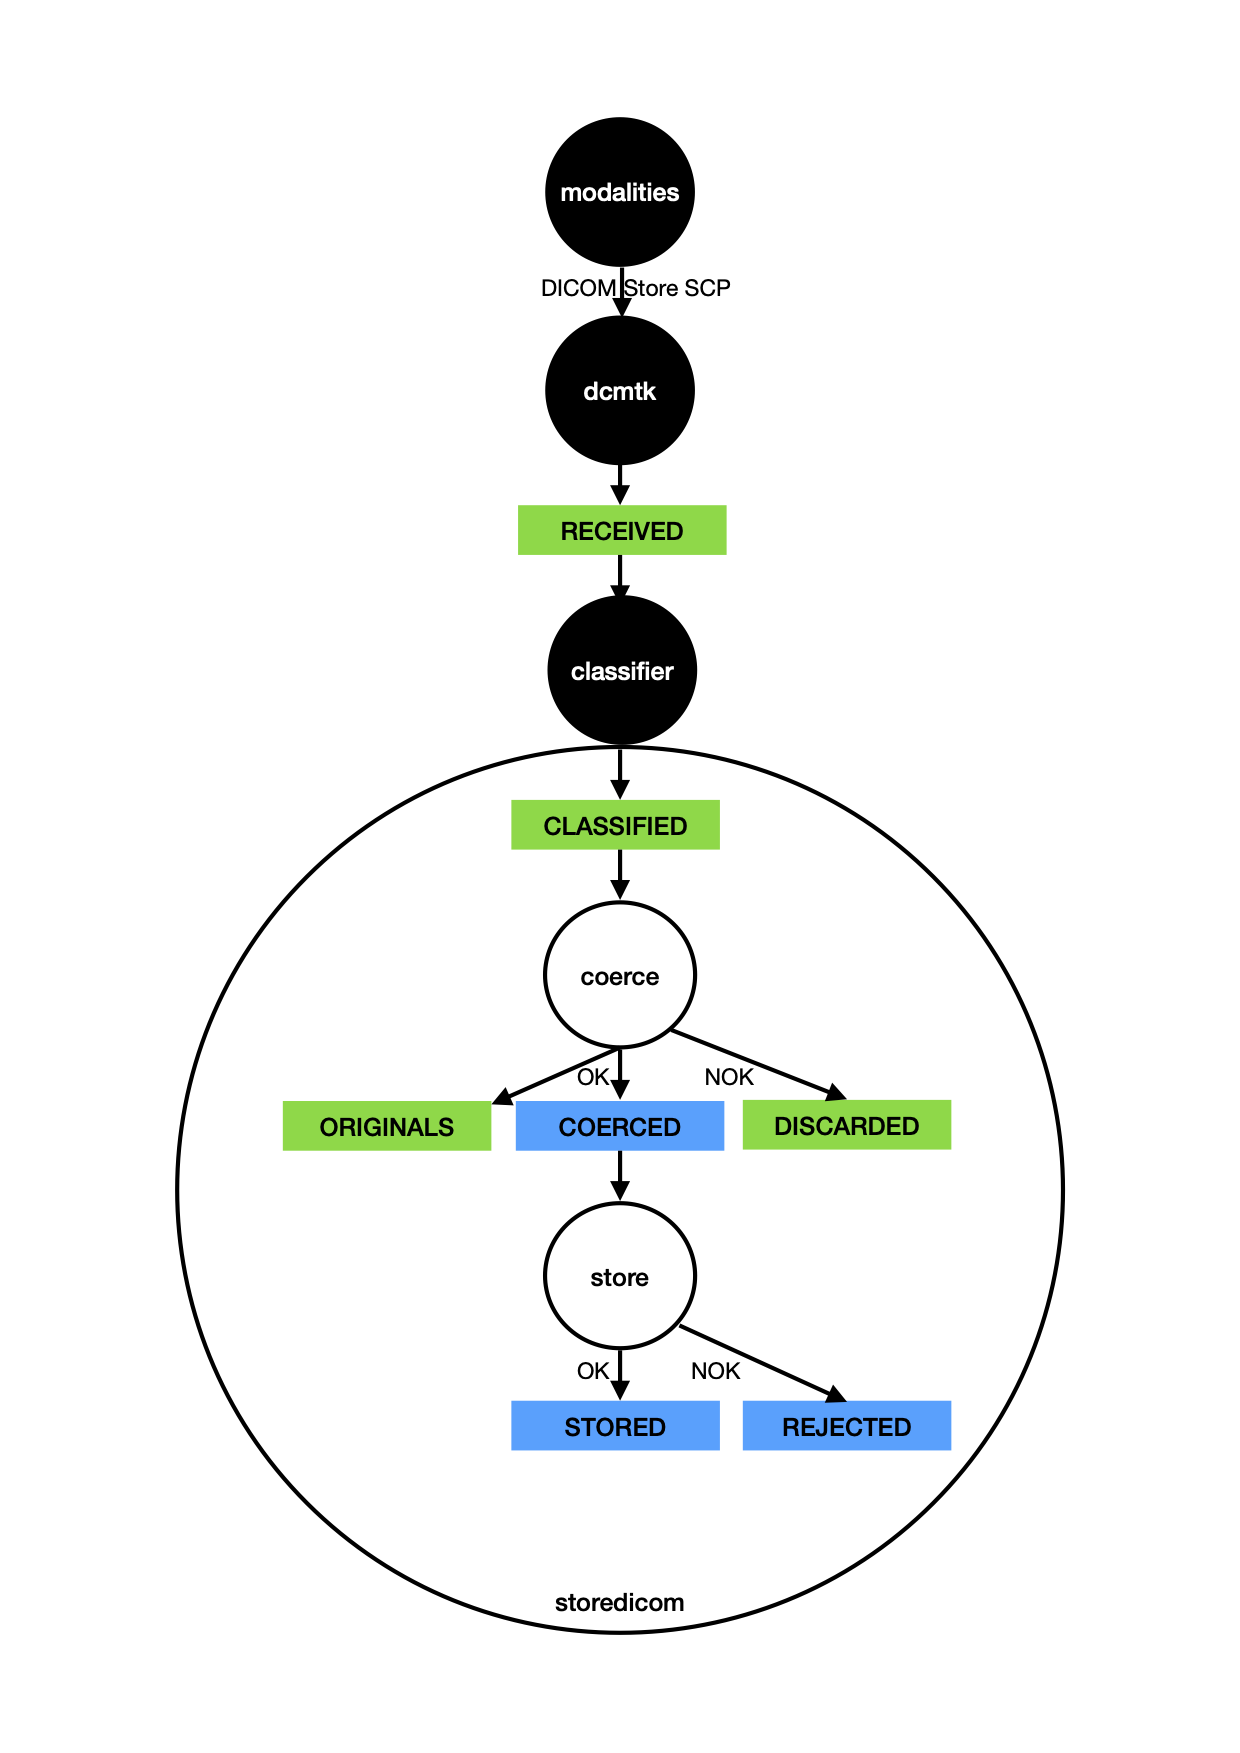 modalities
DICOM Store SCP
dcmtk
RECEIVED
classifier
CLASSIFIED
coerce
OK
NOK
ORIGINALS
COERCED
DISCARDED
store
OK
NOK
STORED
REJECTED
storedicom